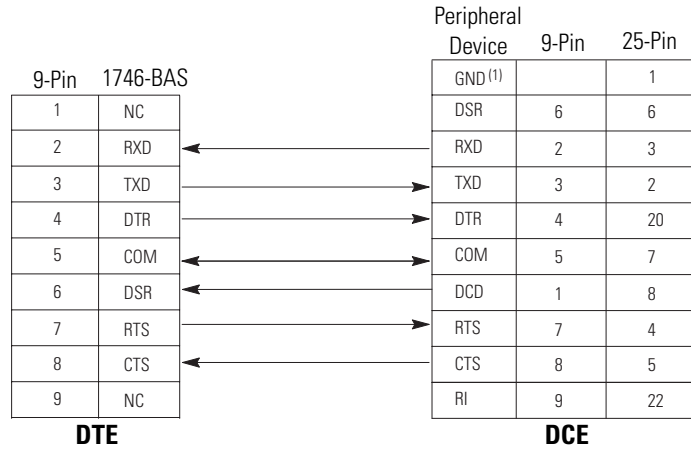 Peripheral
Device 9-Pin 25-Pin
9-Pin 1746-BAS
GND (1) 1
1 NC DSR 6 6
2 RXD RXD 2 3
3 TXD TXD 3 2
4 DTR DTR 4 20
5 COM COM 5 7
6 DSR DCD 1 8
7 RTS RTS 7 4
8 CTS CTS 8 5
9 NC RI 9 22
DTE DCE